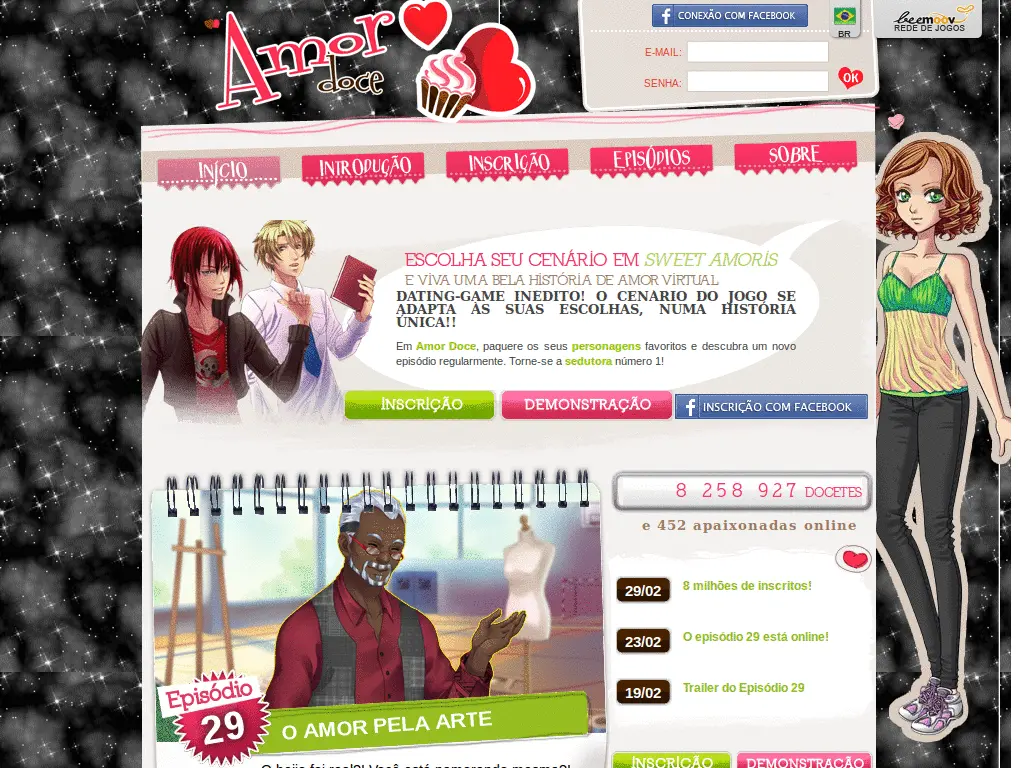 Amor
doce
CONEXÃO COM FACEBOOK
BR
beemoov
REDE DE JOGOS
E-MAIL:
SENHA:
OK
INÍCIO
INTRODUÇÃO
INSCRIÇÃO
EPISÓDIOS
SOBRE
ESCOLHA SEU CENÁRIO EM SWEET AMORIS
E VIVA UMA BELA HISTÓRIA DE AMOR VIRTUAL
DATING-GAME INEDITO! O CENARIO DO JOGO SE
ADAPTA ÀS SUAS ESCOLHAS, NUMA HISTÓRIA
ÚNICA!!
Em Amor Doce, paquere os seus personagens favoritos e descubra um novo
episódio regularmente. Torne-se a sedutora número 1!
INSCRIÇÃO
DEMONSTRAÇÃO
INSCRIÇÃO COM FACEBOOK
8 258 927 DOCETES
e 452 apaixonadas online
29/02
8 milhões de inscritos!
23/02
O episódio 29 está online!
19/02
Trailer do Episódio 29
Episódio
29
O AMOR PELA ARTE
O beijo foi real?! Você está namorando mesmo?!
INSCRIÇÃO
DEMONSTRAÇÃO